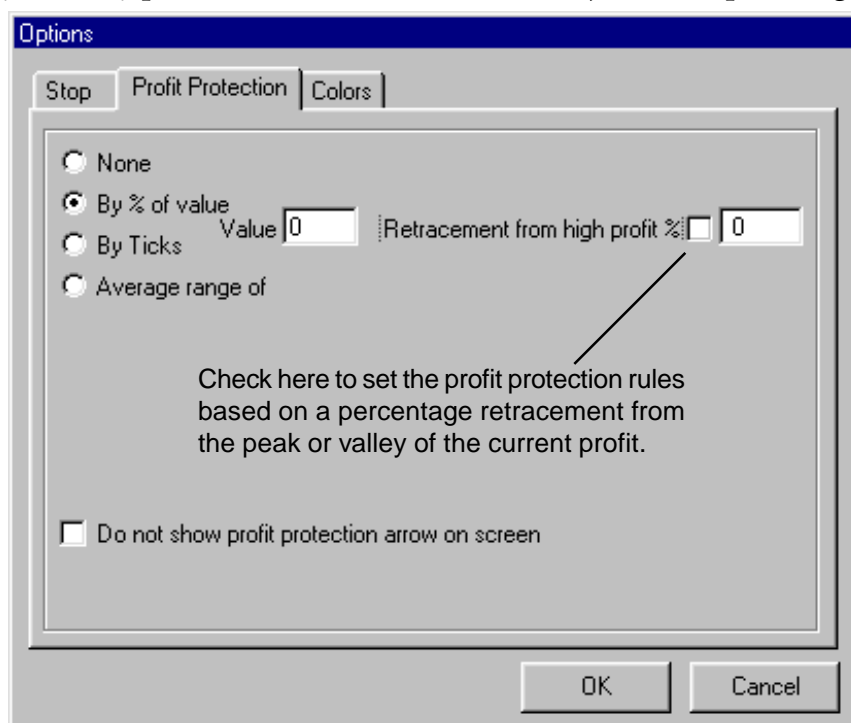 Options
Stop Profit Protection Colors
None
By % of value
Value 0 Retracement from high profit % 0
By Ticks
Average range of
Check here to set the profit protection rules
based on a percentage retracement from
the peak or valley of the current profit.
Do not show profit protection arrow on screen
OK Cancel